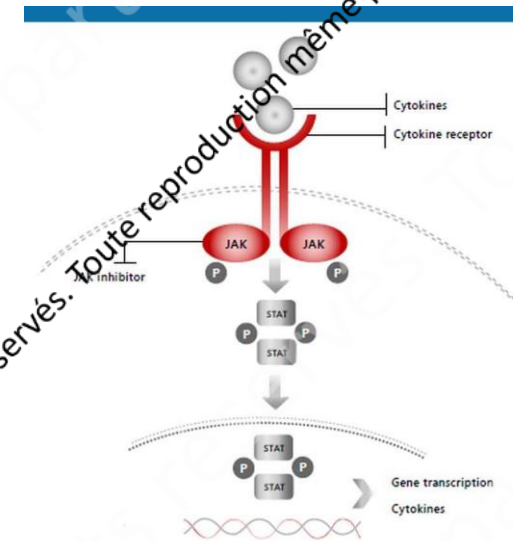 servés. Toute reproduction même
Cytokines
Cytokine receptor
JAK
JAK
P
P
JAK inhibitor
STAT
P
P
STAT
STAT
P
P
STAT
Gene transcription
Cytokines